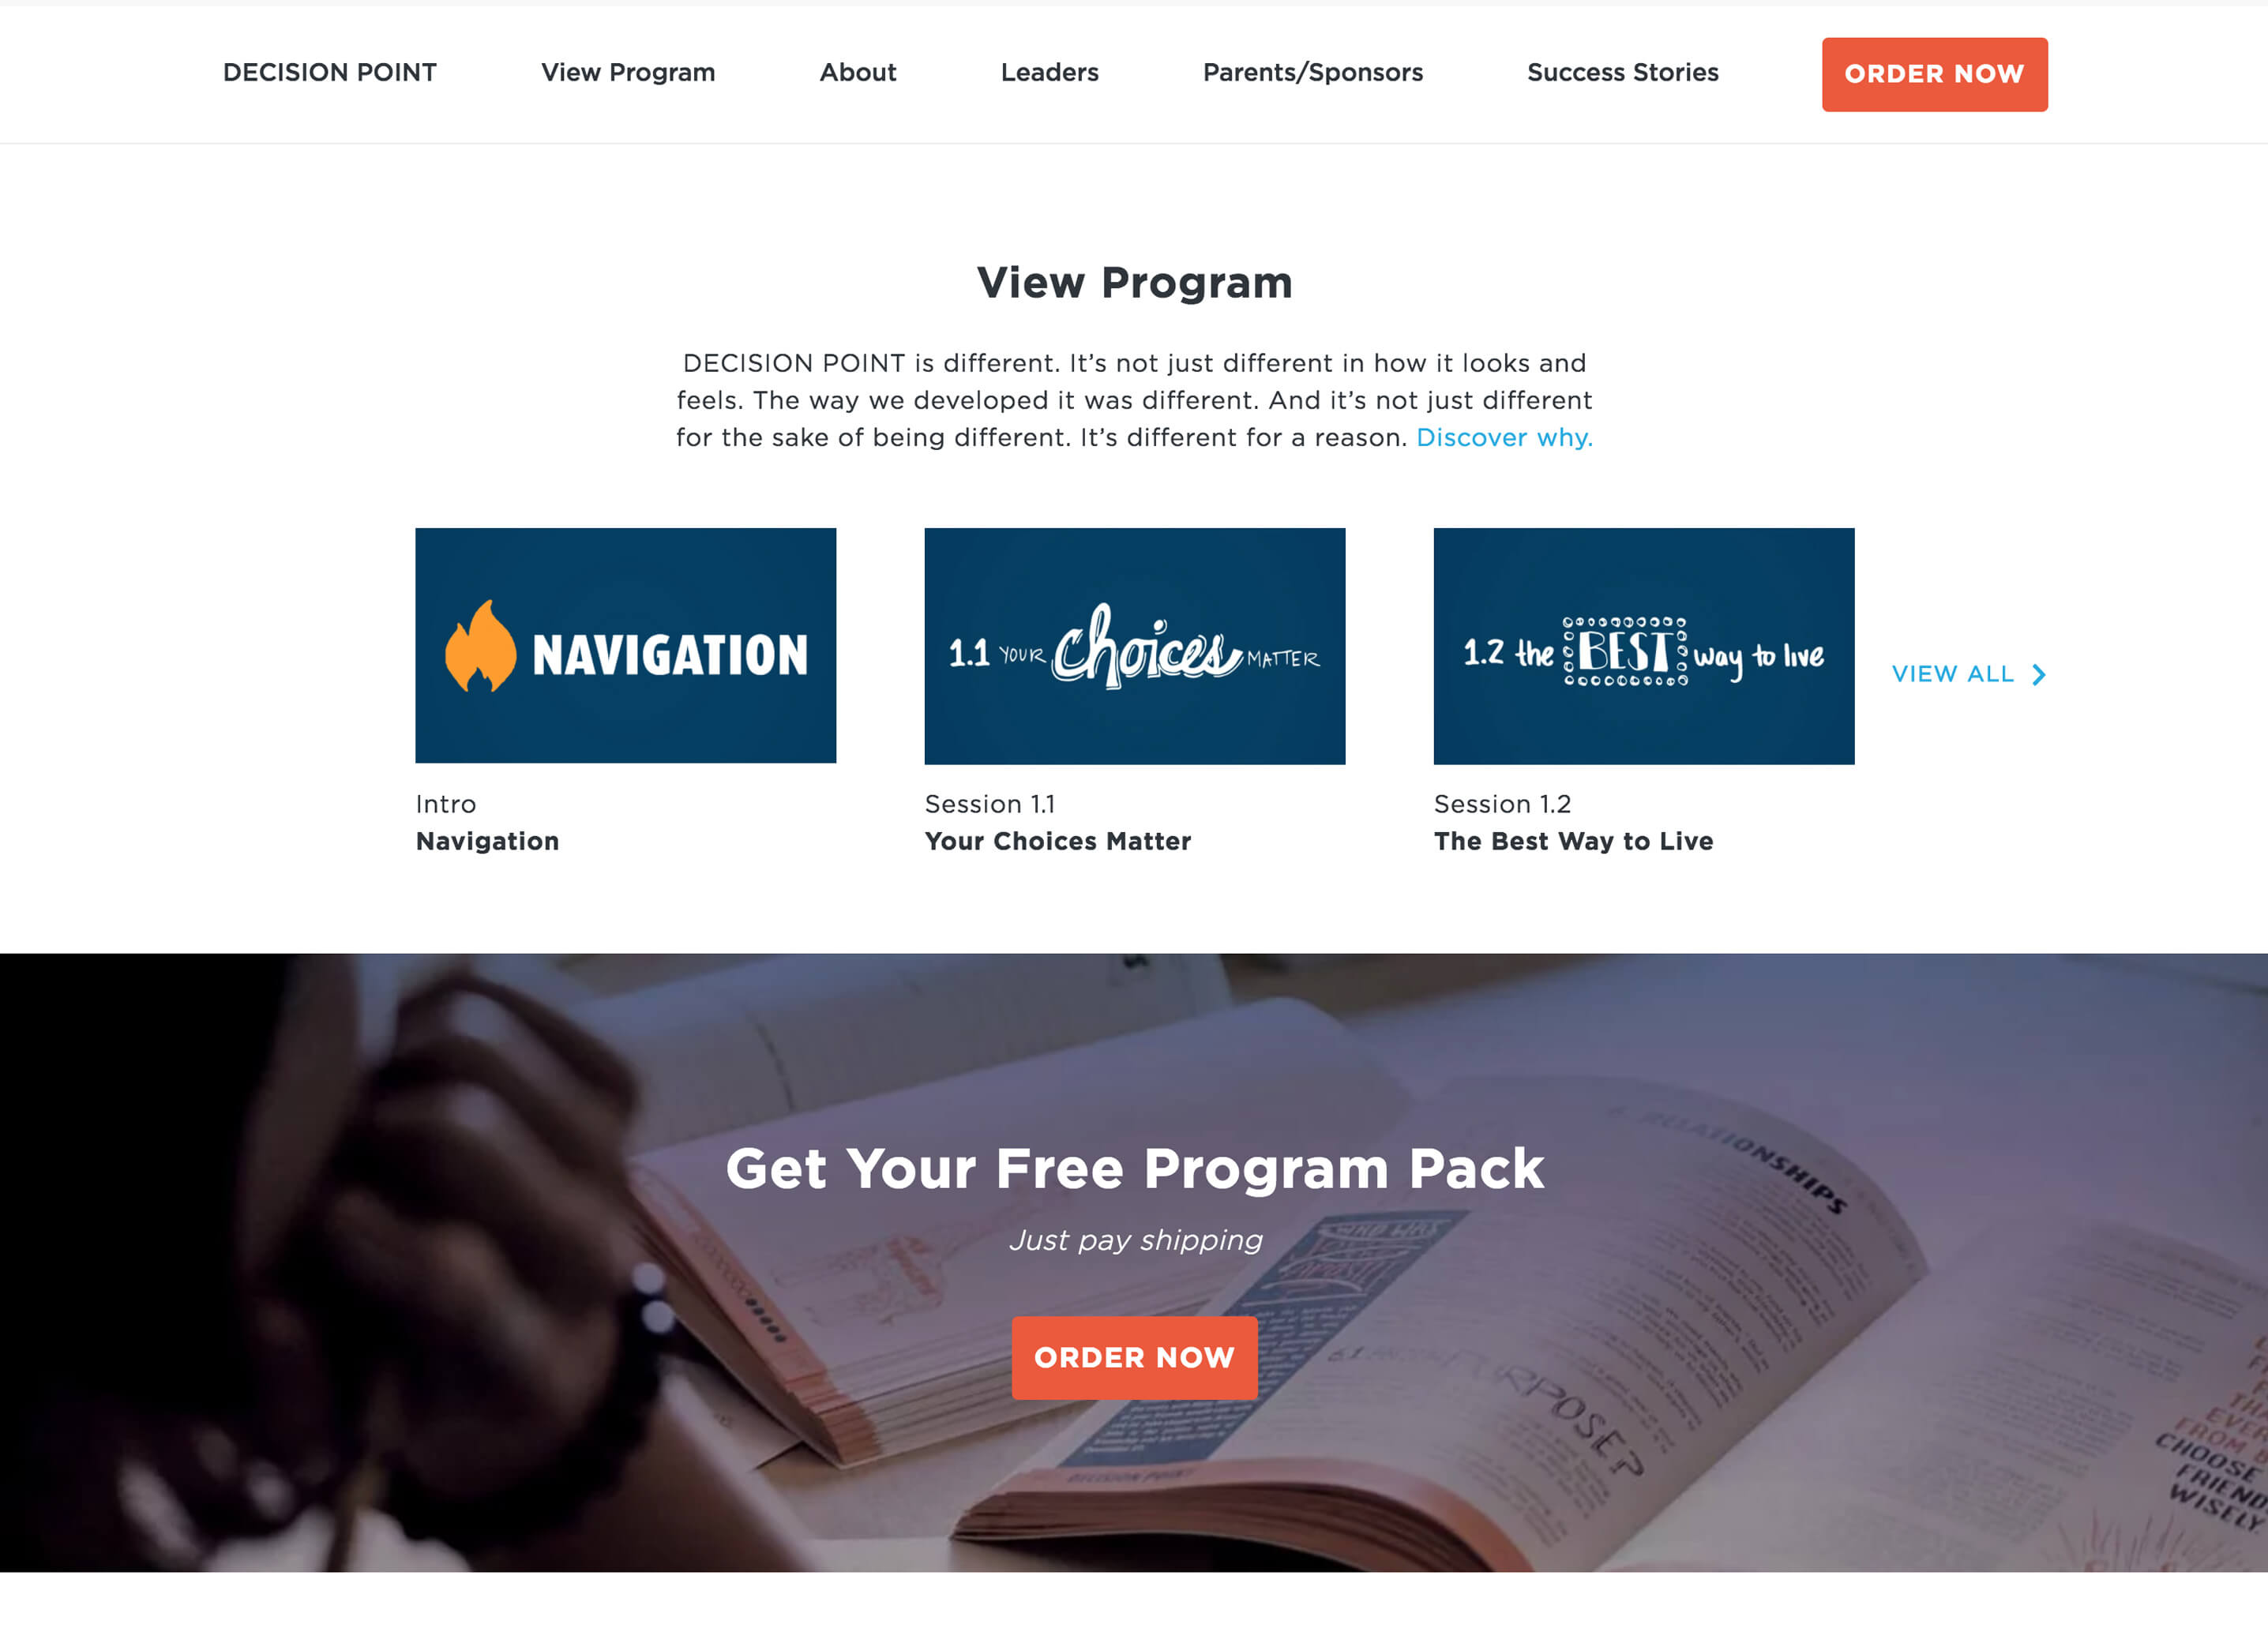 DECISION POINT
View Program
About
Leaders
Parents/Sponsors
Success Stories
ORDER NOW
View Program
DECISION POINT is different. It’s not just different in how it looks and
feels. The way we developed it was different. And it’s not just different
for the sake of being different. It’s different for a reason. Discover why.
NAVIGATION
1.1 YOUR choices MATTER
1.2 the BEST way to live
VIEW ALL
Intro
Navigation
Session 1.1
Your Choices Matter
Session 1.2
The Best Way to Live
RELATIONSHIPS
Get Your Free Program Pack
Just pay shipping
ORDER NOW
PURPOSE?
DECISION POINT
FROM
CHOOSE
FRIEND
WISELY